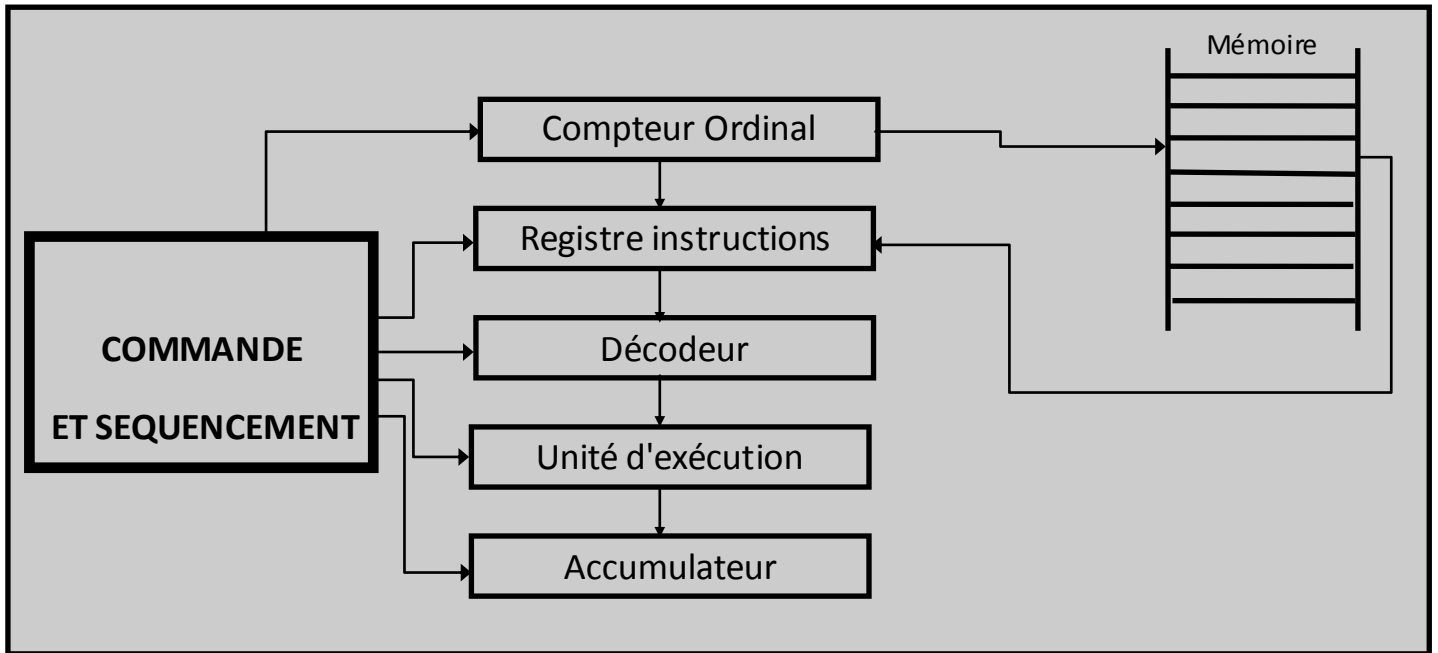 Mémoire
Compteur Ordinal
Registre instructions
COMMANDE
ET SEQUENCEMENT
Décodeur
Unité d'exécution
Accumulateur